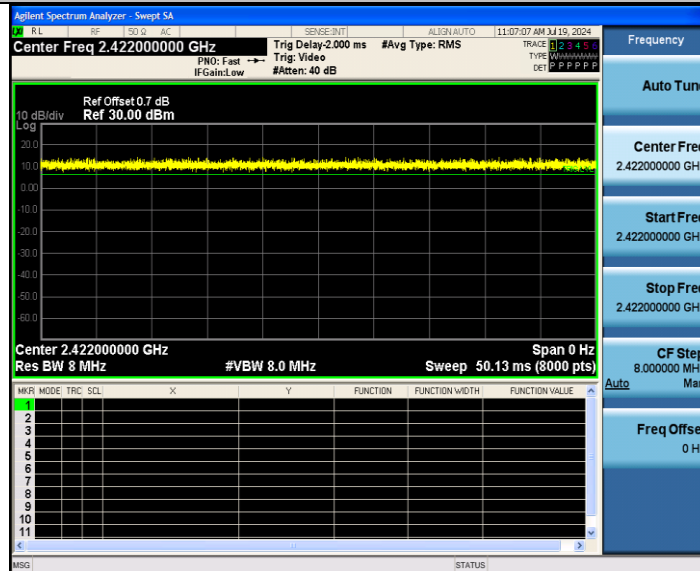 Agilent Spectrum Analyzer - Swept SA
RL RF 50 Ω AC SENSE:INT ALIGN AUTO 11:07:07 AM Jul 19, 2024
Center Freq 2.422000000 GHz
PNO: Fast
IFGain:Low
Trig Delay-2.000 ms
Trig: Video
#Atten: 40 dB
#Avg Type: RMS
TRACE 1 2 3 4 5 6
TYPE
DET P P P P P P
Ref Offset 0.7 dB
10 dB/div Ref 30.00 dBm
Log
20.0
10.0
0.00
-10.0
-20.0
-30.0
-40.0
-50.0
-60.0
Center 2.422000000 GHz Span 0 Hz
Res BW 8 MHz #VBW 8.0 MHz Sweep 50.13 ms (8000 pts)
MKR MODE TRC SCL X Y FUNCTION FUNCTION WIDTH FUNCTION VALUE
1
2
3
4
5
6
7
8
9
10
11
MSG STATUS
Frequency
Auto Tune
Center Freq
2.422000000 GH
Start Freq
2.422000000 GH
Stop Freq
2.422000000 GH
CF Step
8.000000 MH
Auto Ma
Freq Offse
0 H